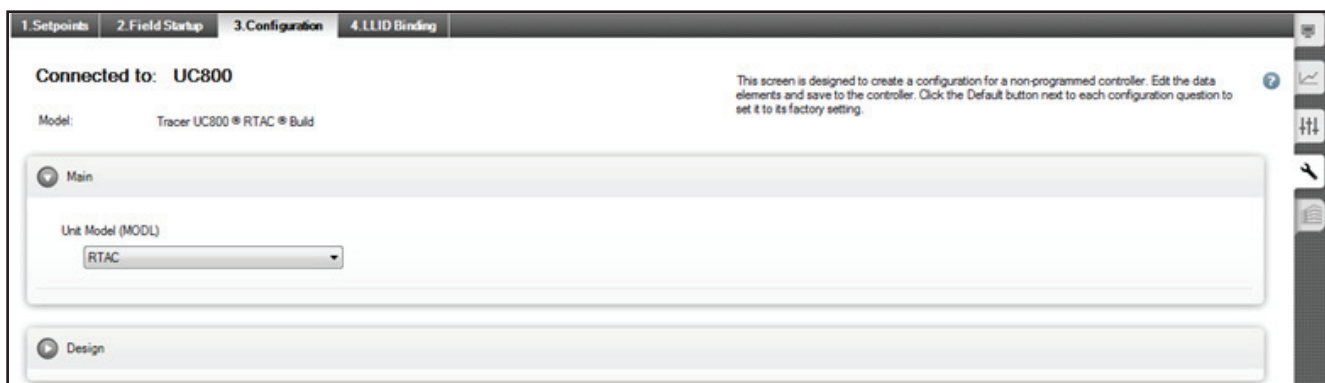 1.Setpoints 2.Field Startup 3.Configuration 4.LLID Binding
Connected to: UC800
This screen is designed to create a configuration for a non-programmed controller. Edit the data
elements and save to the controller. Click the Default button next to each configuration question to
set it to its factory setting.
?
Model: Tracer UC800 ® RTAC ® Build
Main
Unit Model (MODL)
RTAC
Design